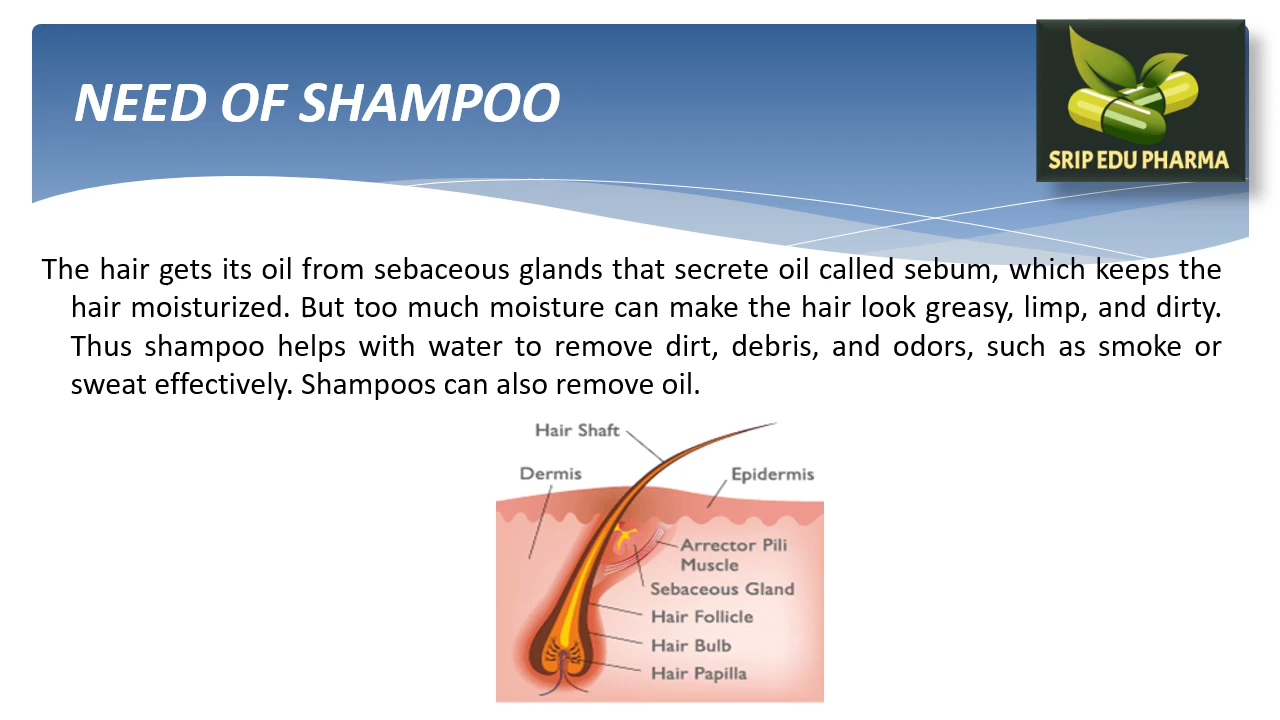 NEED OF SHAMPOO
SRIP EDU PHARMA
The hair gets its oil from sebaceous glands that secrete oil called sebum, which keeps the
hair moisturized. But too much moisture can make the hair look greasy, limp, and dirty.
Thus shampoo helps with water to remove dirt, debris, and odors, such as smoke or
sweat effectively. Shampoos can also remove oil.
Hair Shaft
Dermis
Epidermis
Arrector Pili
Muscle
Sebaceous Gland
Hair Follicle
Hair Bulb
Hair Papilla